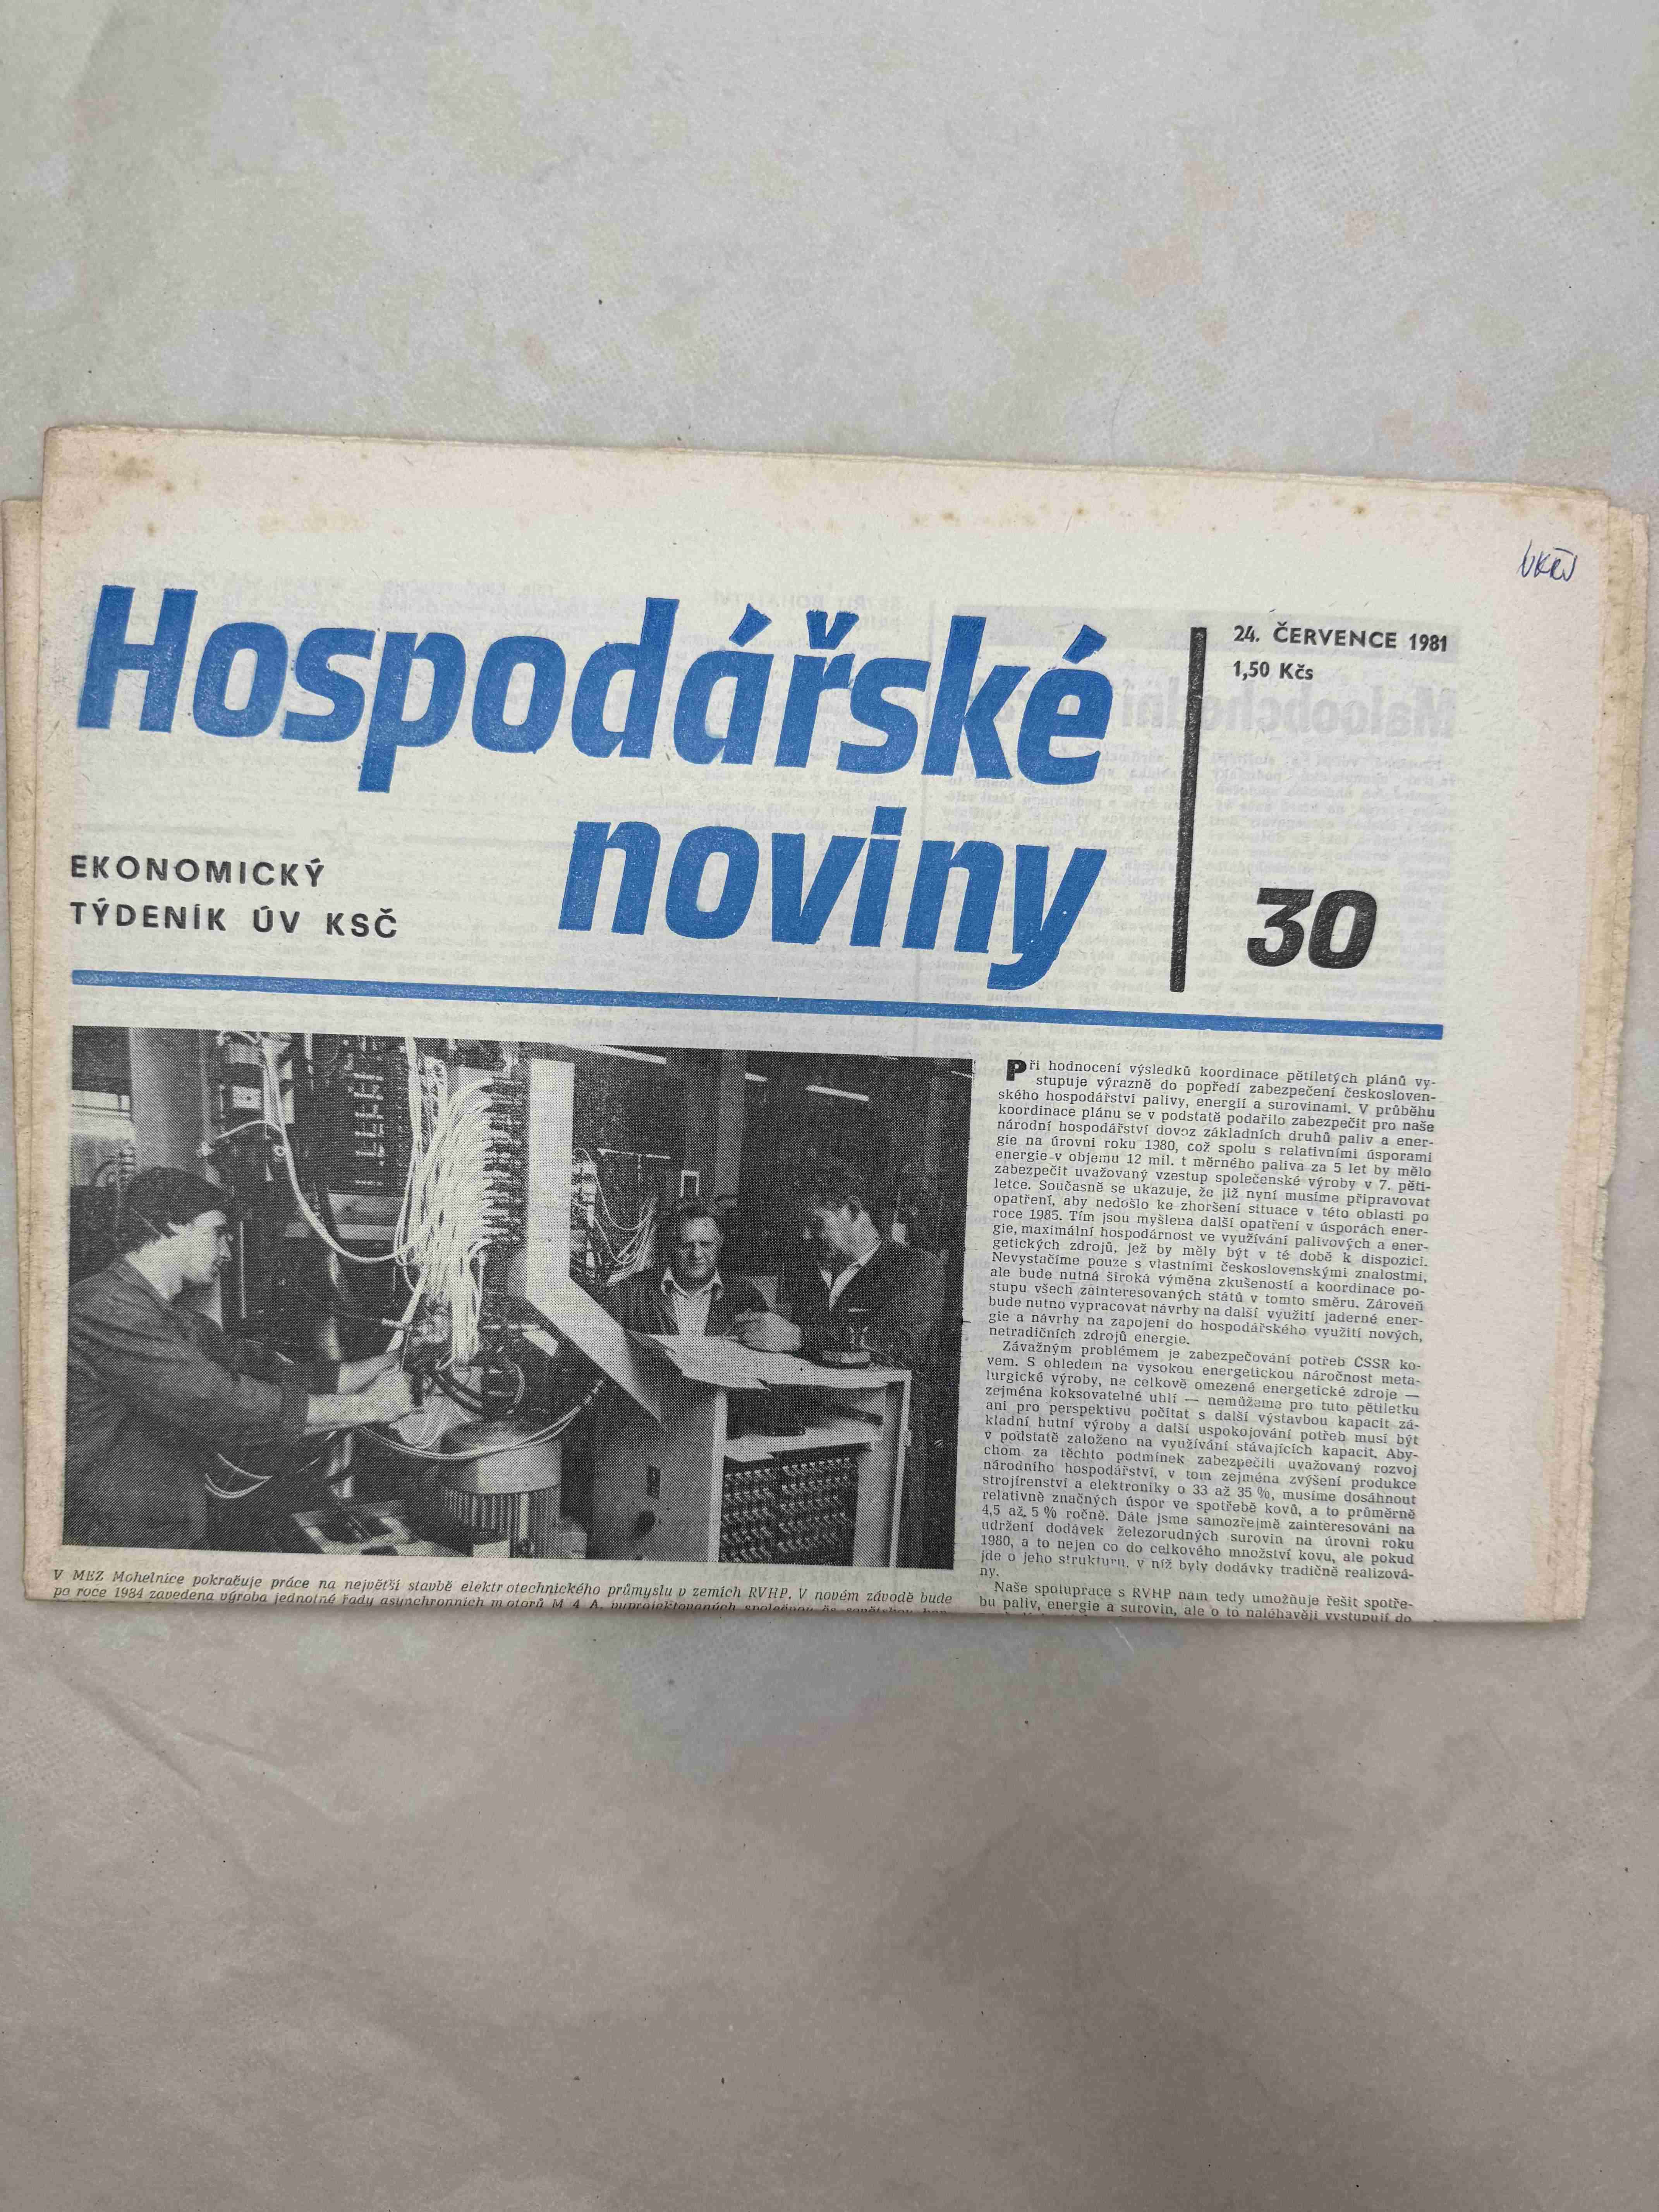 Hospodářské
noviny
EKONOMICKÝ
TÝDENÍK ÚV KSČ
24. ČERVENCE 1981
1,50 Kčs
30
V MEZ Mohelnice pokračuje práce na největší stavbě elektrotechnického průmyslu v zemích RVHP. V novém závodě bude
po roce 1984 zavedena výroba jednotné řady asynchronních motorů M 4 A, vyprojektovaných společnou
Při hodnocení výsledků koordinace pětiletých plánů vy-
stupuje výrazně do popředí zabezpečení českosloven-
ského hospodářství palivy, energií a surovinami. V průběhu
koordinace plánu se v podstatě podařilo zabezpečit pro naše
národní hospodářství dovoz základních druhů paliv a ener-
gie na úrovni roku 1980, což spolu s relativními úsporami
energie v objemu 12 mil. t měrného paliva za 5 let by mělo
zabezpečit uvažovaný vzestup společenské výroby v 7. pěti-
letce. Současně se ukazuje, že již nyní musíme připravovat
opatření, aby nedošlo ke zhoršení situace v této oblasti po
roce 1985. Tím jsou myšlena další opatření v úsporách ener-
gie, maximální hospodárnost ve využívání palivových a ener-
getických zdrojů, jež by měly být v té době k dispozici.
Nevystačíme pouze s vlastními československými znalostmi,
ale bude nutná široká výměna zkušeností a koordinace po-
stupu všech zainteresovaných států v tomto směru. Zároveň
bude nutno vypracovat návrhy na další využití jaderné ener-
gie a návrhy na zapojení do hospodářského využití nových,
netradičních zdrojů energie.
Závažným problémem je zabezpečování potřeb ČSSR ko-
vem. S ohledem na vysokou energetickou náročnost meta-
lurgické výroby, na celkově omezené energetické zdroje —
zejména koksovatelné uhlí — nemůžeme pro tuto pětiletku
ani pro perspektivu počítat s další výstavbou kapacit zá-
kladní hutní výroby a další uspokojování potřeb musí být
v podstatě založeno na využívání stávajících kapacit. Aby-
chom za těchto podmínek zabezpečili uvažovaný rozvoj
národního hospodářství, v tom zejména zvýšení produkce
strojírenství a elektroniky o 33 až 35 %, musíme dosáhnout
relativně značných úspor ve spotřebě kovů, a to průměrně
4,5 až 5 % ročně. Dále jsme samozřejmě zainteresováni na
udržení dodávek železorudných surovin na úrovni roku
1980, a to nejen co do celkového množství kovu, ale pokud
jde o jeho strukturu, v níž byly dodávky tradičně realizová-
ny.
Naše spolupráce s RVHP nám tedy umožňuje řešit spotře-
bu paliv, energie a surovin, ale o to naléhavěji vystupují do